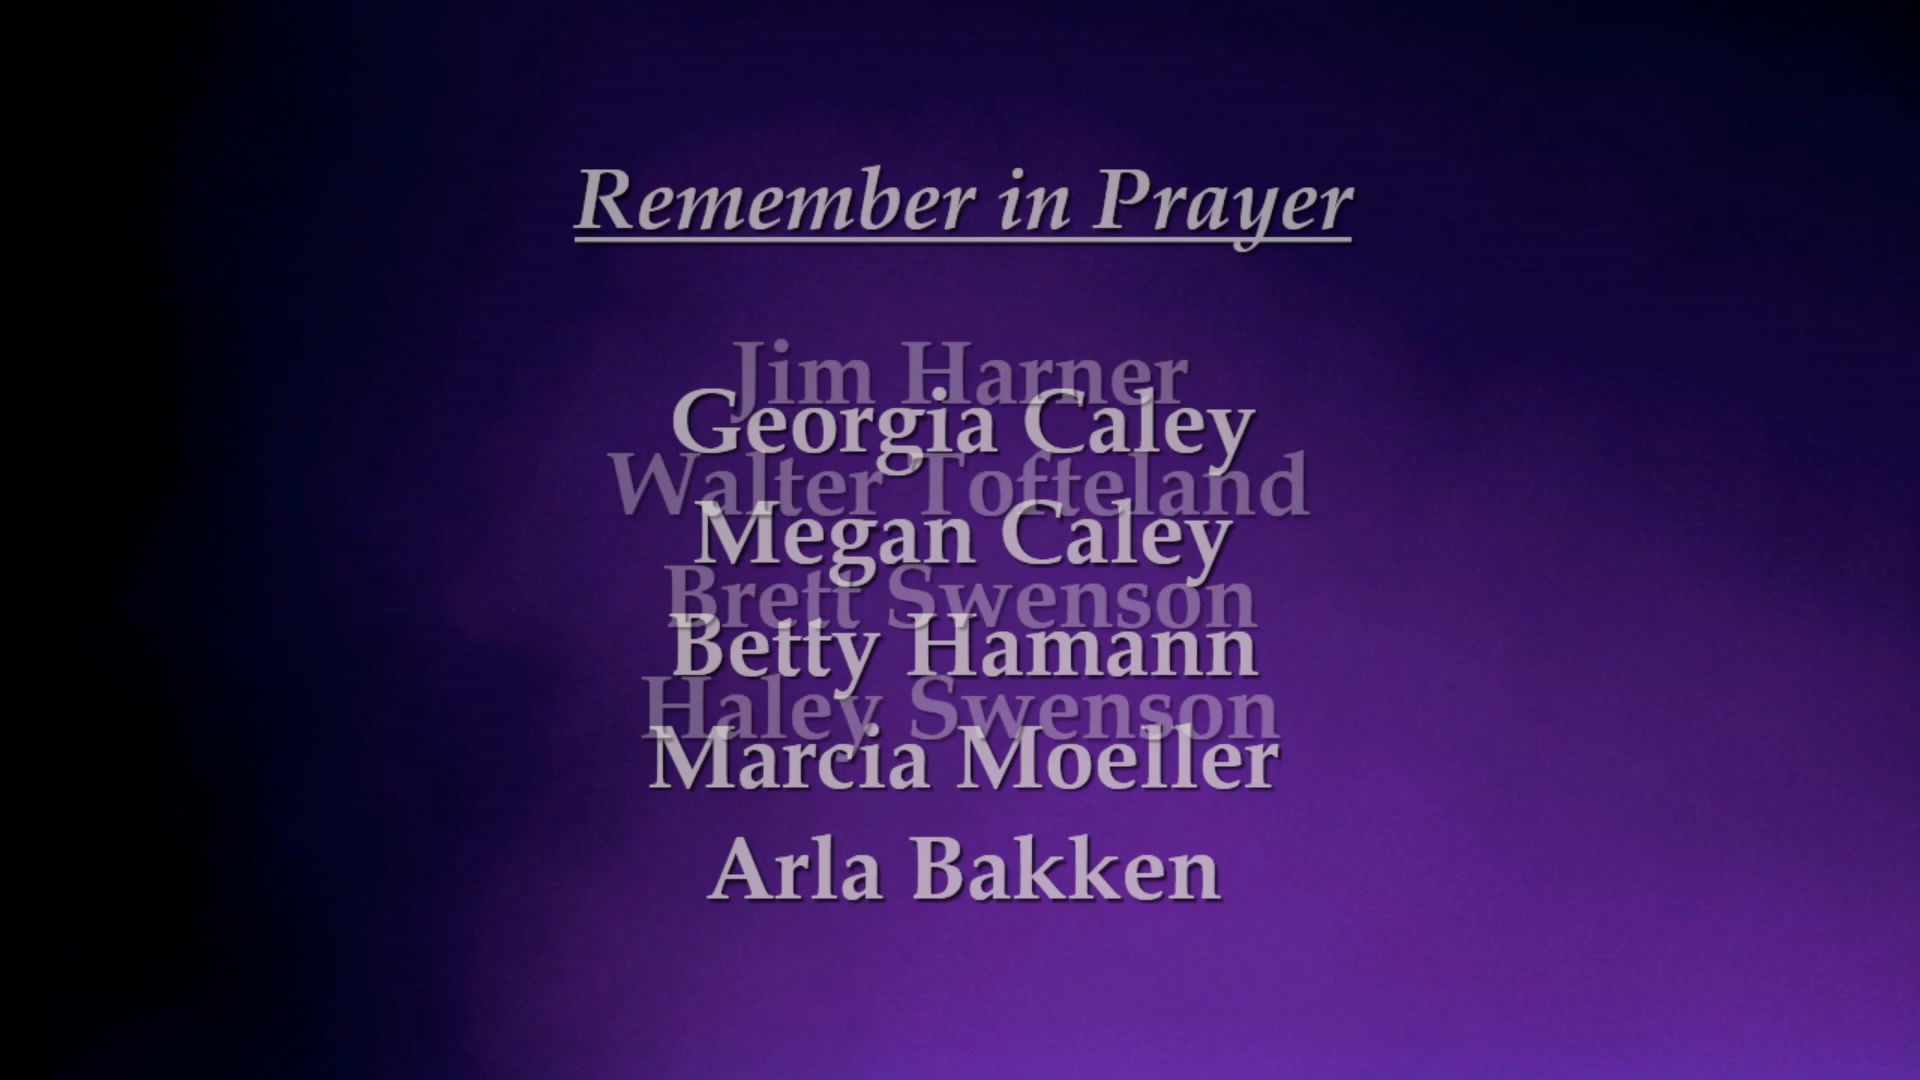 Remember in Prayer
Jim Harner
Georgia Caley
Walter Tofteland
Megan Caley
Brett Swenson
Betty Hamann
Haley Swenson
Marcia Moeller
Arla Bakken